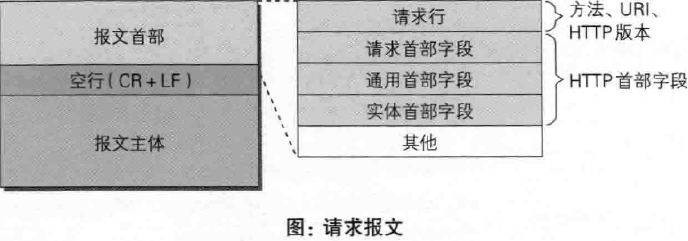 报文首部
空行(CR+LF)
报文主体
请求行
请求首部字段
通用首部字段
实体首部字段
其他
方法、URI、
HTTP版本
HTTP首部字段
图：请求报文